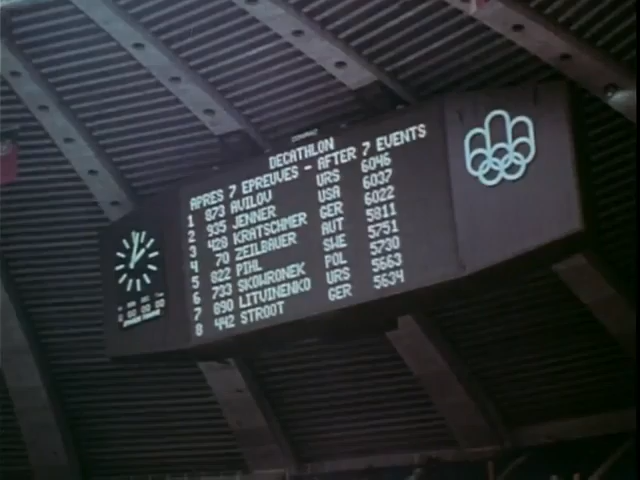 DECATHLON
APRES 7 EPREUVES - AFTER 7 EVENTS
1 873 AVILOV URS 6046
2 935 JENNER USA 6037
3 428 KRATSCHMER GER 6022
4 70 ZEILBAUER AUT 5811
5 822 PIHL SWE 5751
6 733 SKOWRONEK POL 5730
7 890 LITVINENKO URS 5663
8 442 STROOT GER 5634